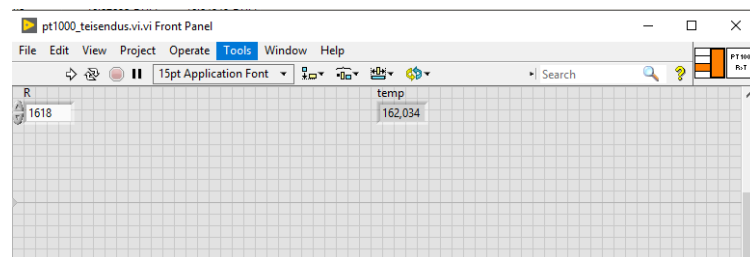 pt1000_teisendus.vi.vi Front Panel
File Edit View Project Operate Tools Window Help
15pt Application Font
Search
R
temp
1618
162,034